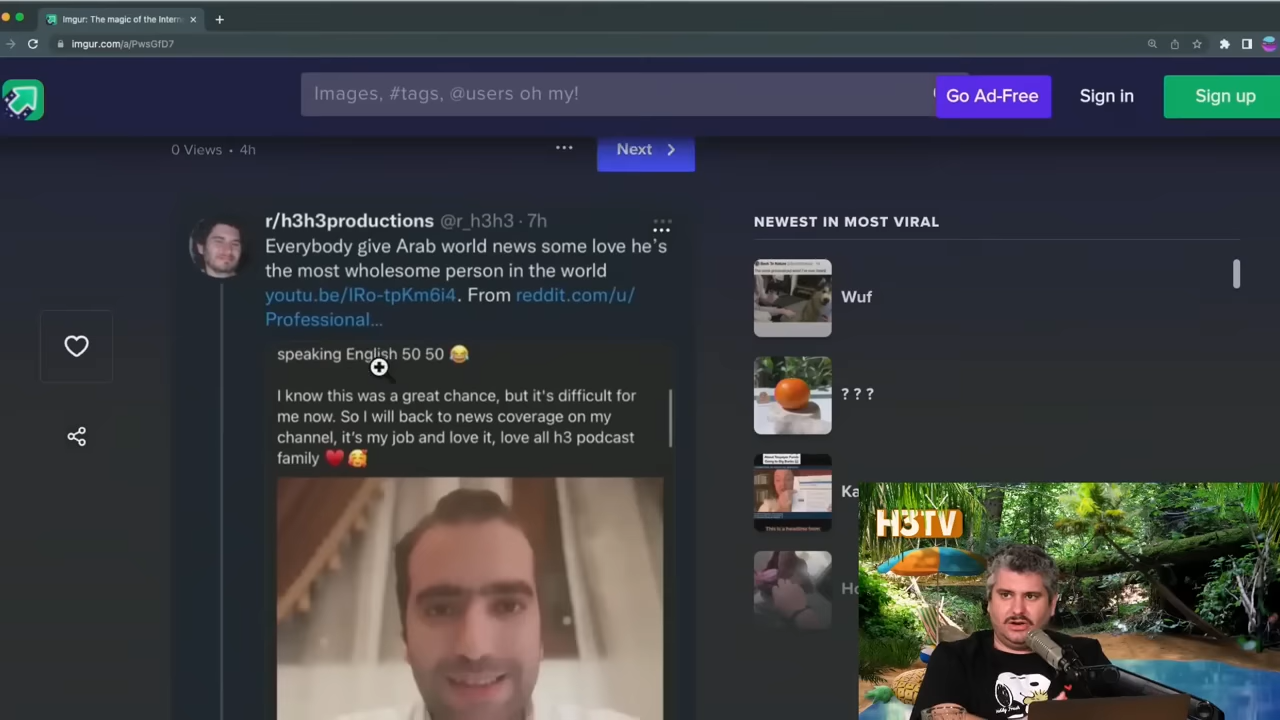 Imgur: The magic of the Intern
imgur.com/a/PwsGfD7
Images, #tags, @users oh my!
Go Ad-Free
Sign in
Sign up
0 Views • 4h
Next
r/h3h3productions @r_h3h3 · 7h
Everybody give Arab world news some love he's
the most wholesome person in the world
youtu.be/IRo-tpKm6i4. From reddit.com/u/
Professional...
speaking English 50 50 😂
I know this was a great chance, but it's difficult for
me now. So I will back to news coverage on my
channel, it's my job and love it, love all h3 podcast
family ♥️🥰
NEWEST IN MOST VIRAL
Wuf
? ? ?
Ka
Ho
H3TV